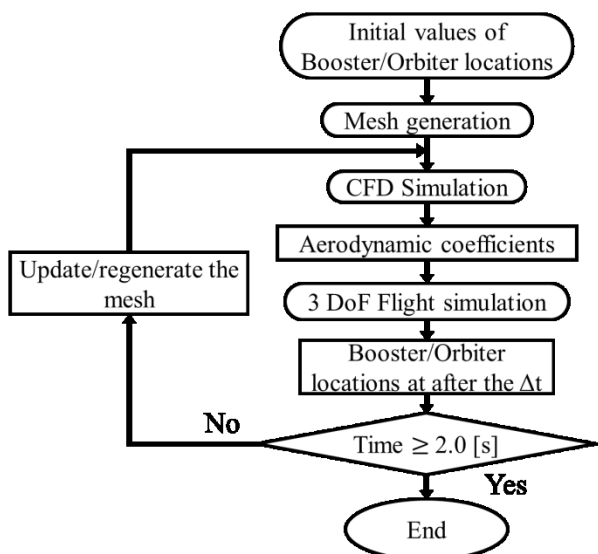 Initial values of
Booster/Orbiter locations
Mesh generation
CFD Simulation
Aerodynamic coefficients
Update/regenerate the
mesh
3 DoF Flight simulation
Booster/Orbiter
locations at after the Δt
No
Time ≥ 2.0 [s]
Yes
End